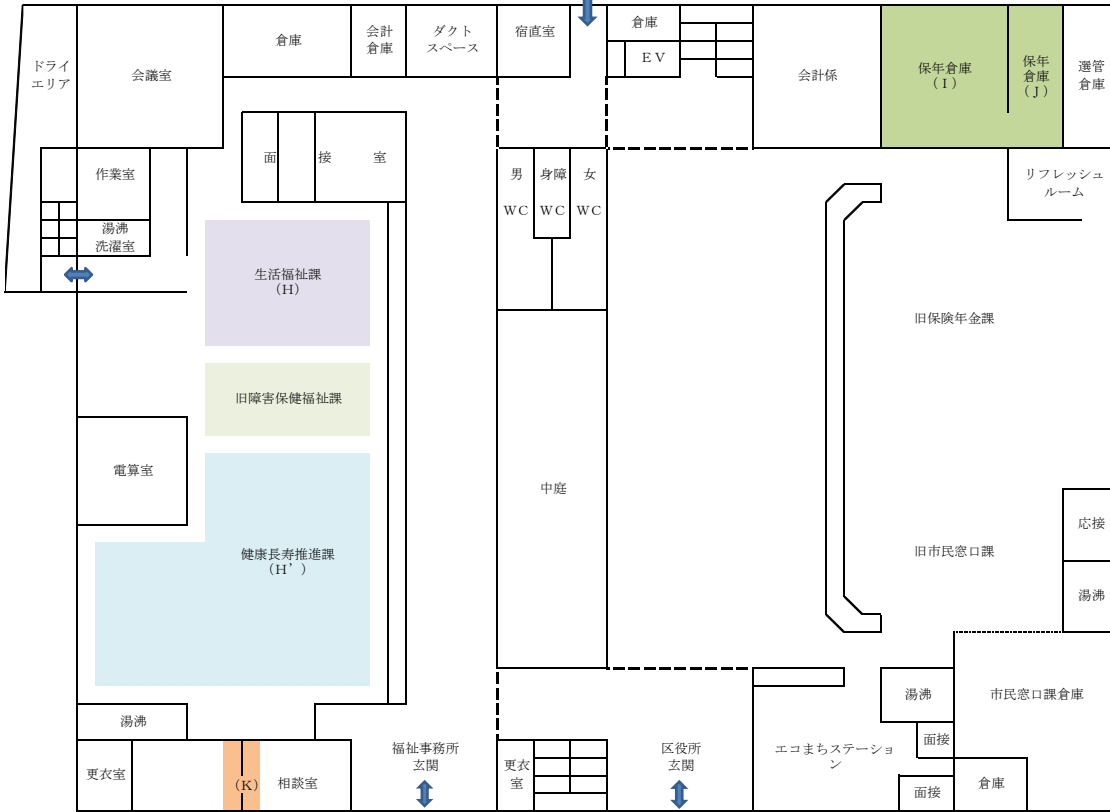 ドライ
エリア
会議室
倉庫
会計
倉庫
ダクト
スペース
宿直室
倉庫
EV
会計係
保年倉庫
(I)
保年
倉庫
(J)
選管
倉庫
作業室
面 接 室
男
WC
身障
WC
女
WC
リフレッシュ
ルーム
湯沸
洗濯室
生活福祉課
(H)
旧保険年金課
旧障害保健福祉課
電算室
中庭
応接
健康長寿推進課
(H’)
旧市民窓口課
湯沸
湯沸
湯沸
市民窓口課倉庫
面接
福祉事務所
玄関
区役所
玄関
エコまちステーショ
ン
更衣室
(K)
相談室
更衣
室
倉庫
面接